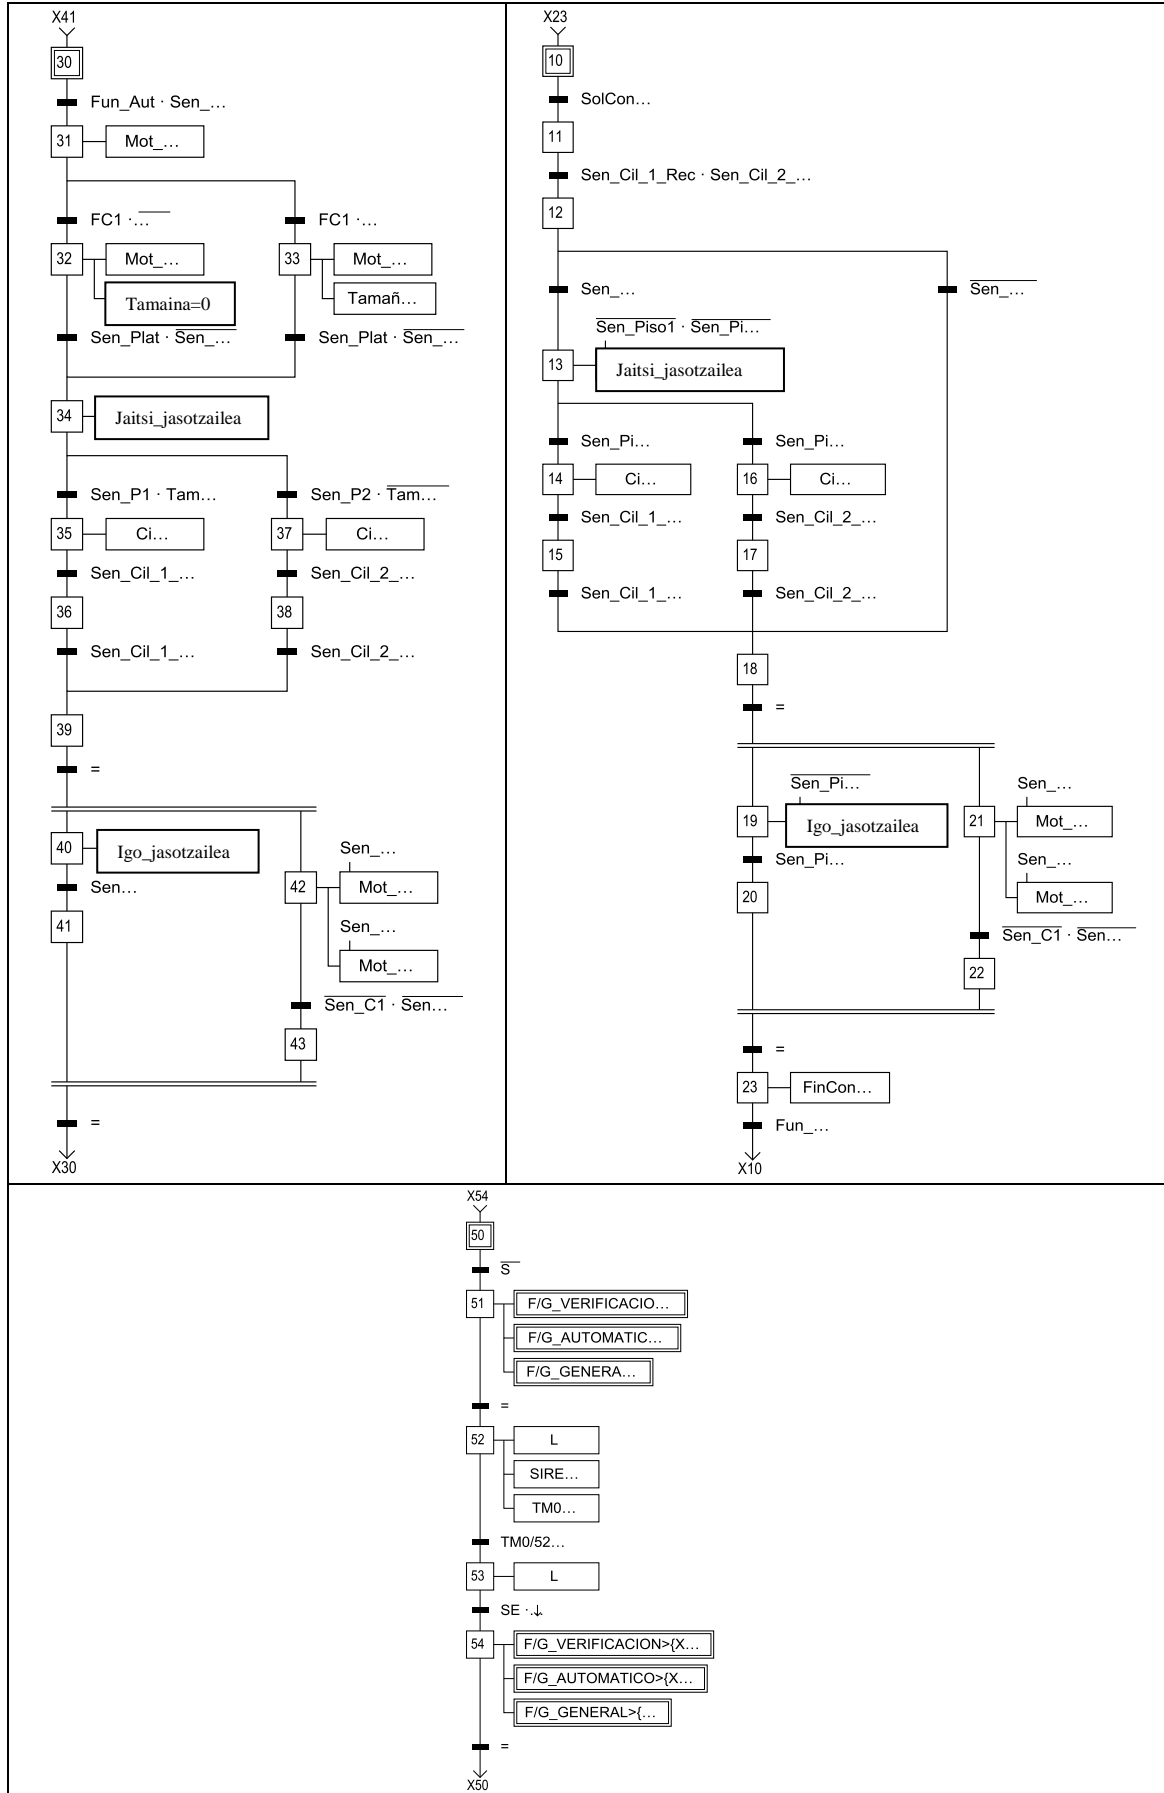 X41
30
Fun_Aut · Sen_…
31
Mot_…
FC1 ·…
FC1 ·…
32
Mot_…
33
Mot_…
Tamaina=0
Tamañ…
Sen_Plat · Sen_…
Sen_Plat · Sen_…
34
Jaitsi_jasotzailea
Sen_P1 · Tam…
Sen_P2 · Tam…
35
Ci…
37
Ci…
Sen_Cil_1_…
Sen_Cil_2_…
36
38
Sen_Cil_1_…
Sen_Cil_2_…
39
=
40
Igo_jasotzailea
Sen…
Sen_…
42
Mot_…
41
Sen_…
Mot_…
Sen_C1 · Sen…
43
=
X30
X23
10
SolCon…
11
Sen_Cil_1_Rec · Sen_Cil_2_…
12
Sen_…
Sen_…
Sen_Piso1 · Sen_Pi…
13
Jaitsi_jasotzailea
Sen_Pi…
Sen_Pi…
14
Ci…
16
Ci…
Sen_Cil_1_…
Sen_Cil_2_…
15
17
Sen_Cil_1_…
Sen_Cil_2_…
18
=
Sen_Pi…
Sen_…
19
Igo_jasotzailea
21
Mot_…
Sen_Pi…
Sen_…
20
Mot_…
Sen_C1 · Sen…
22
=
23
FinCon…
Fun_…
X10
X54
50
S
51
F/G_VERIFICACIO…
F/G_AUTOMATIC…
F/G_GENERA…
=
52
L
SIRE…
TM0…
TM0/52…
53
L
SE ·.↓
54
F/G_VERIFICACION>{X…
F/G_AUTOMATICO>{X…
F/G_GENERAL>{…
=
X50